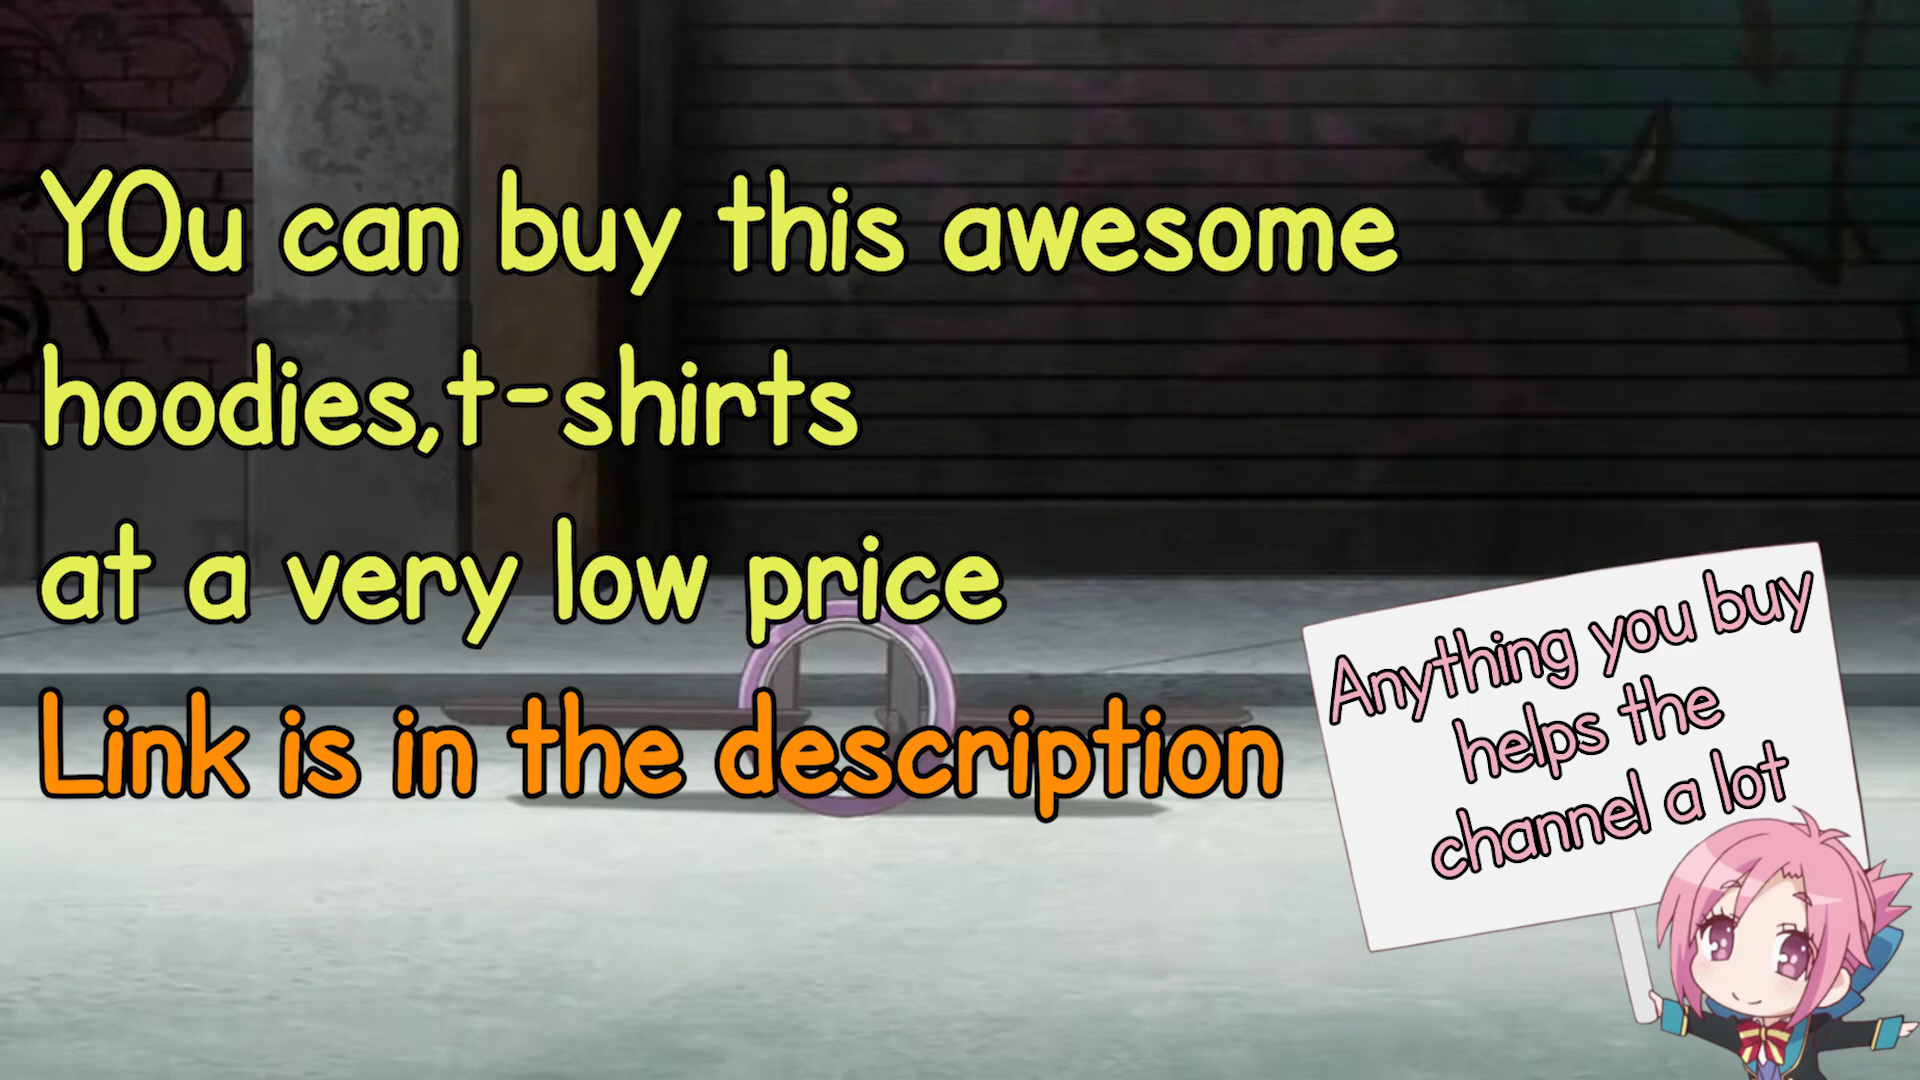 YOu can buy this awesome
hoodies,t-shirts
at a very low price
Link is in the description
Anything you buy
helps the
channel a lot